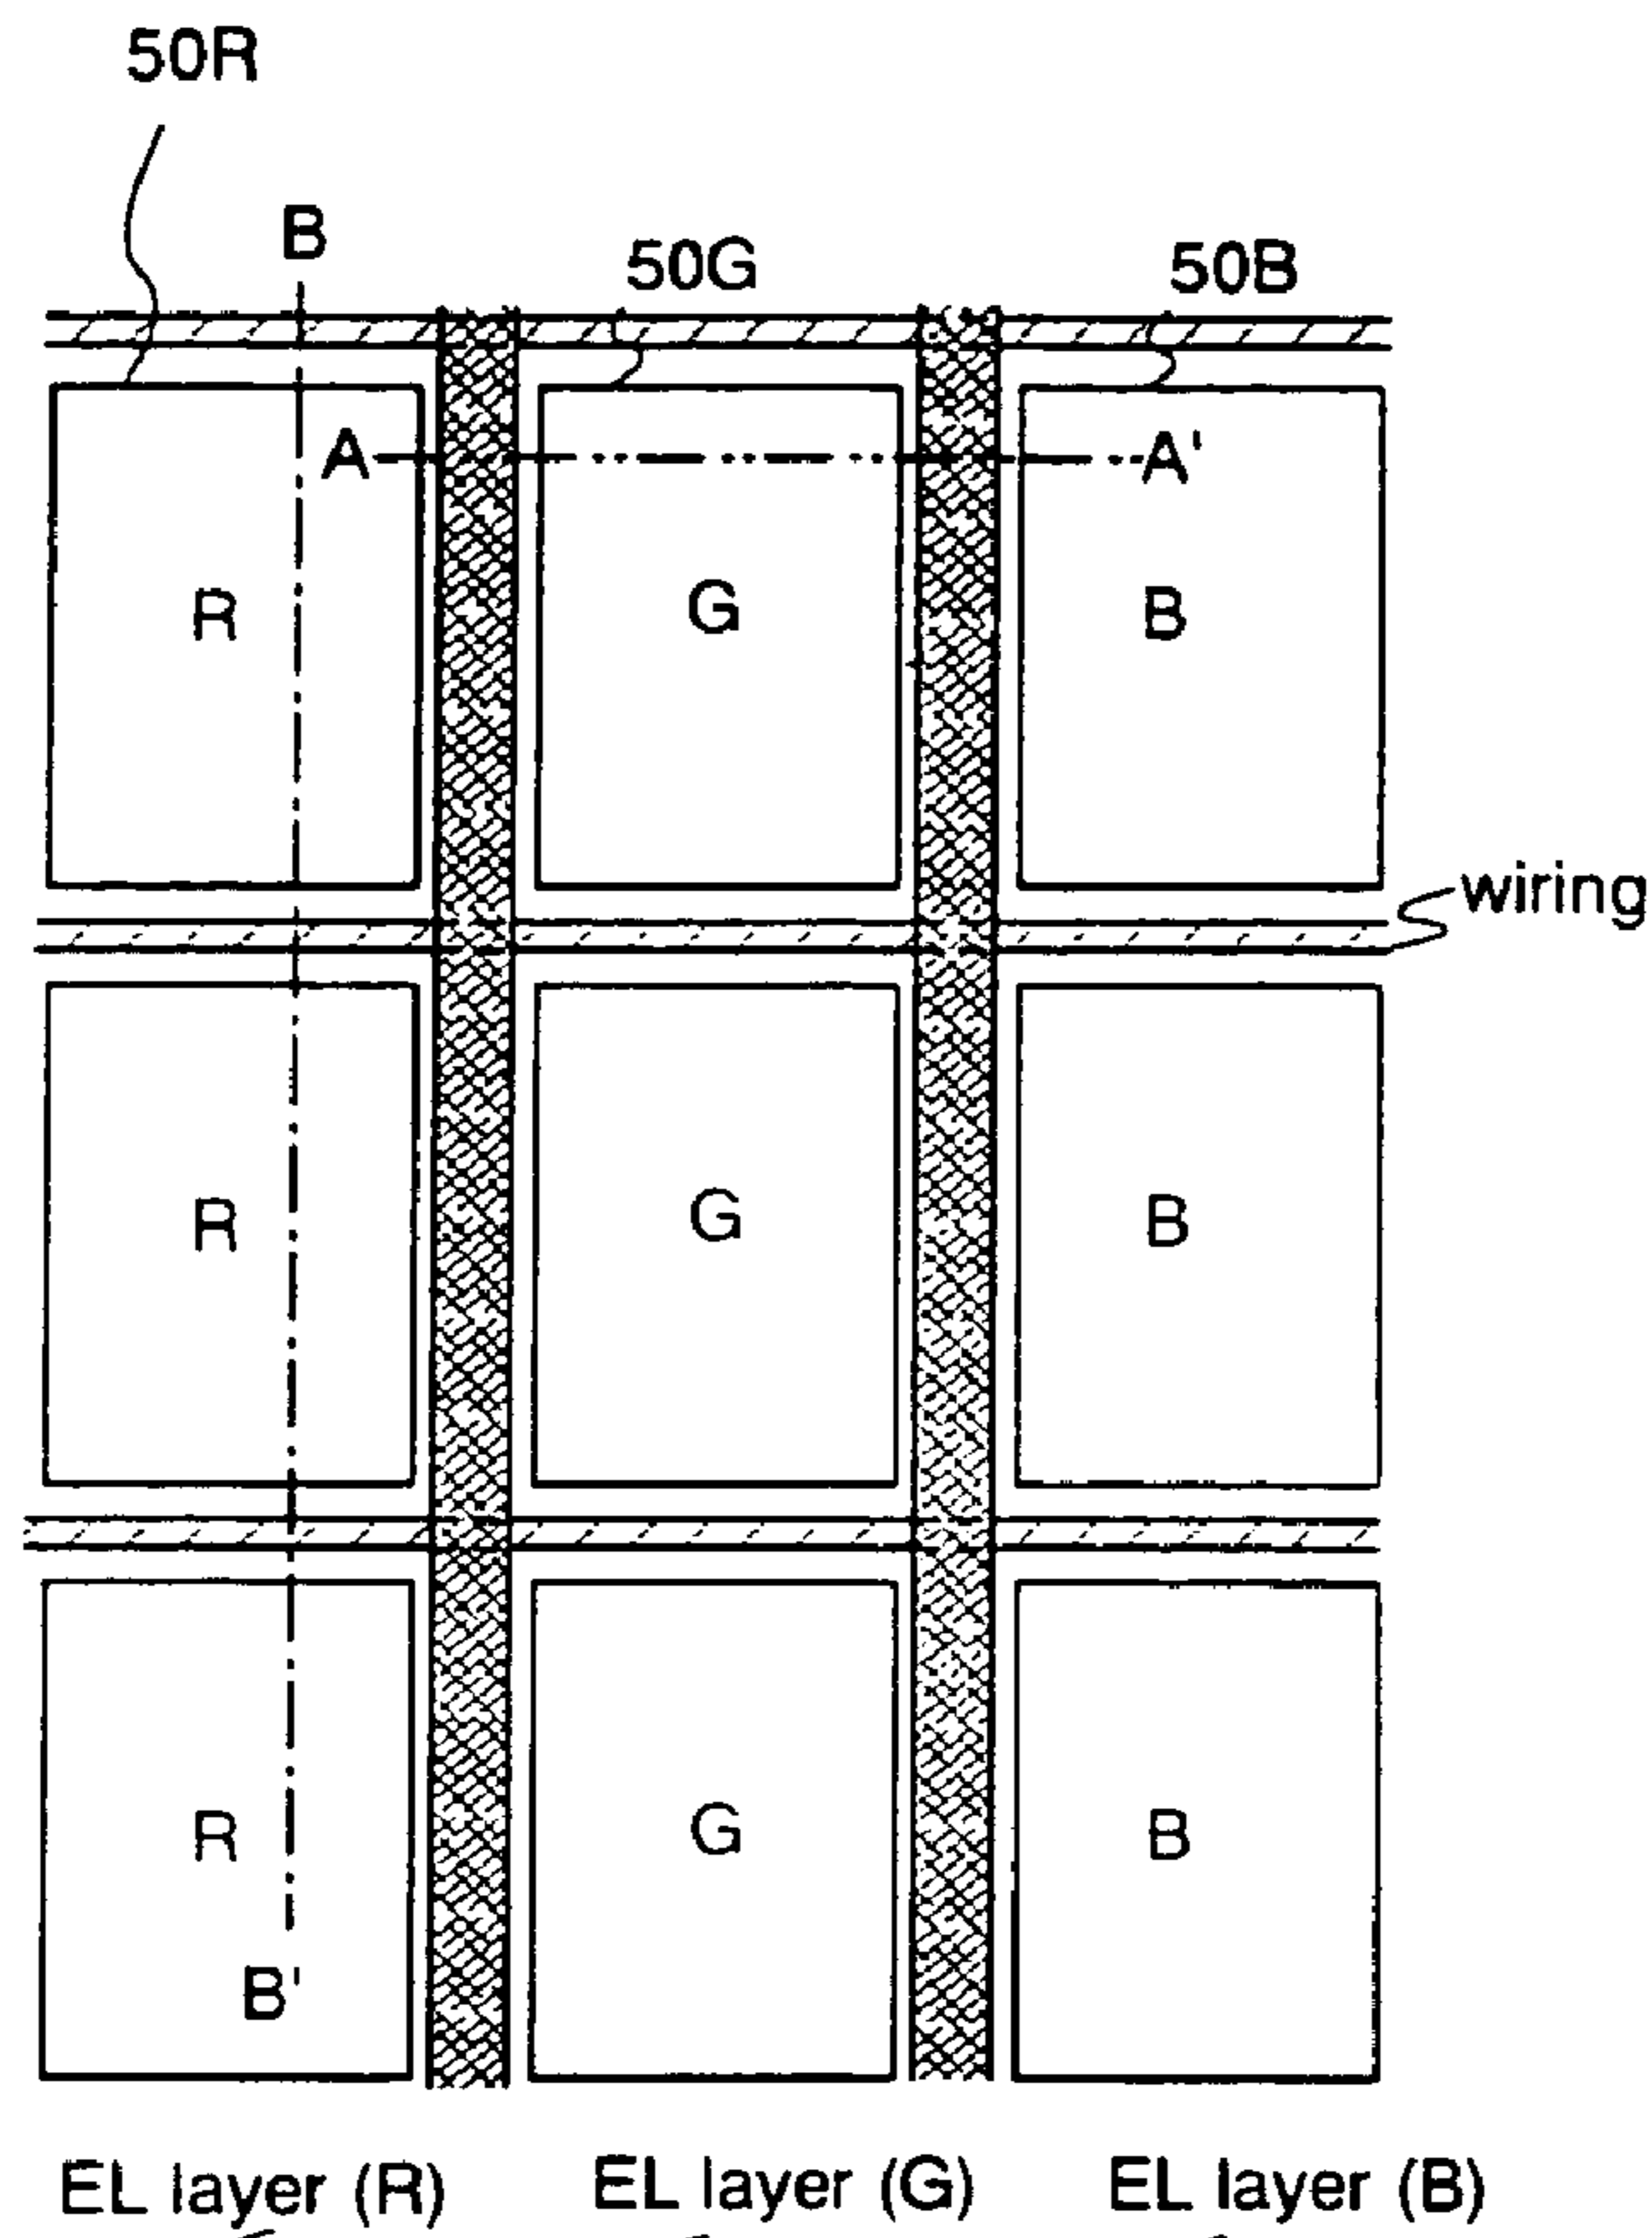 50R
B
50G 50B
A A'
R G B
wiring
R G B
R G B
B'
EL layer (R) EL layer (G) EL layer (B)